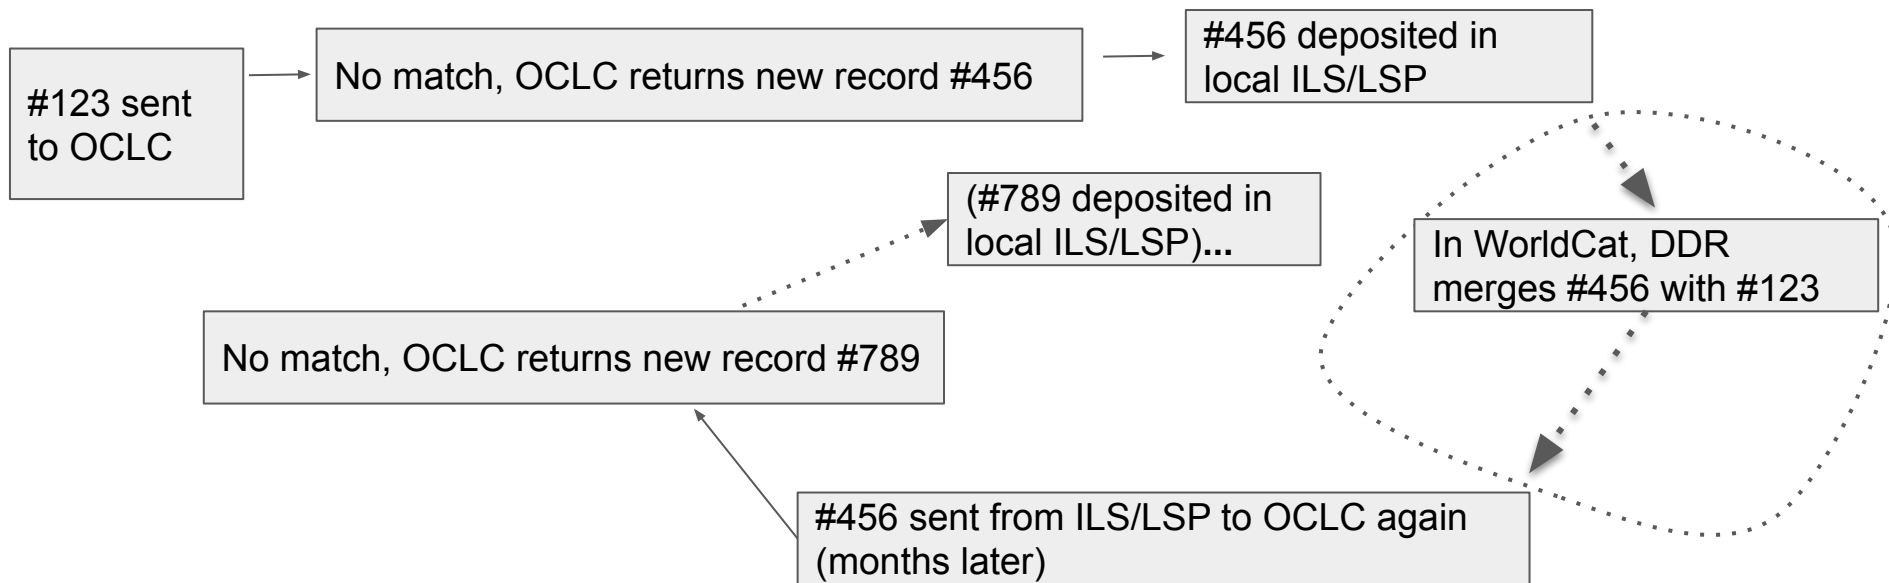 #123 sent
to OCLC
No match, OCLC returns new record #456
#456 deposited in
local ILS/LSP
In WorldCat, DDR
merges #456 with #123
#456 sent from ILS/LSP to OCLC again
(months later)
No match, OCLC returns new record #789
(#789 deposited in
local ILS/LSP)...